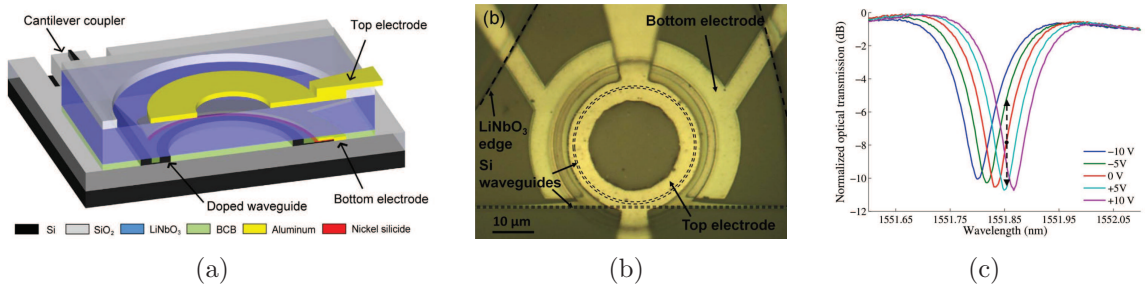 Cantilever coupler
Top electrode
Doped waveguide
Bottom electrode
Si
SiO₂
LiNbO₃
BCB
Aluminum
Nickel silicide
(a)
(b)
Bottom electrode
LiNbO₃
edge
Si
waveguides
10 μm
Top electrode
(b)
Normalized optical transmission (dB)
0
−2
−4
−6
−8
−10
−12
−10 V
−5V
0 V
+5V
+10 V
1551.65
1551.75
1551.85
1551.95
1552.05
Wavelength (nm)
(c)